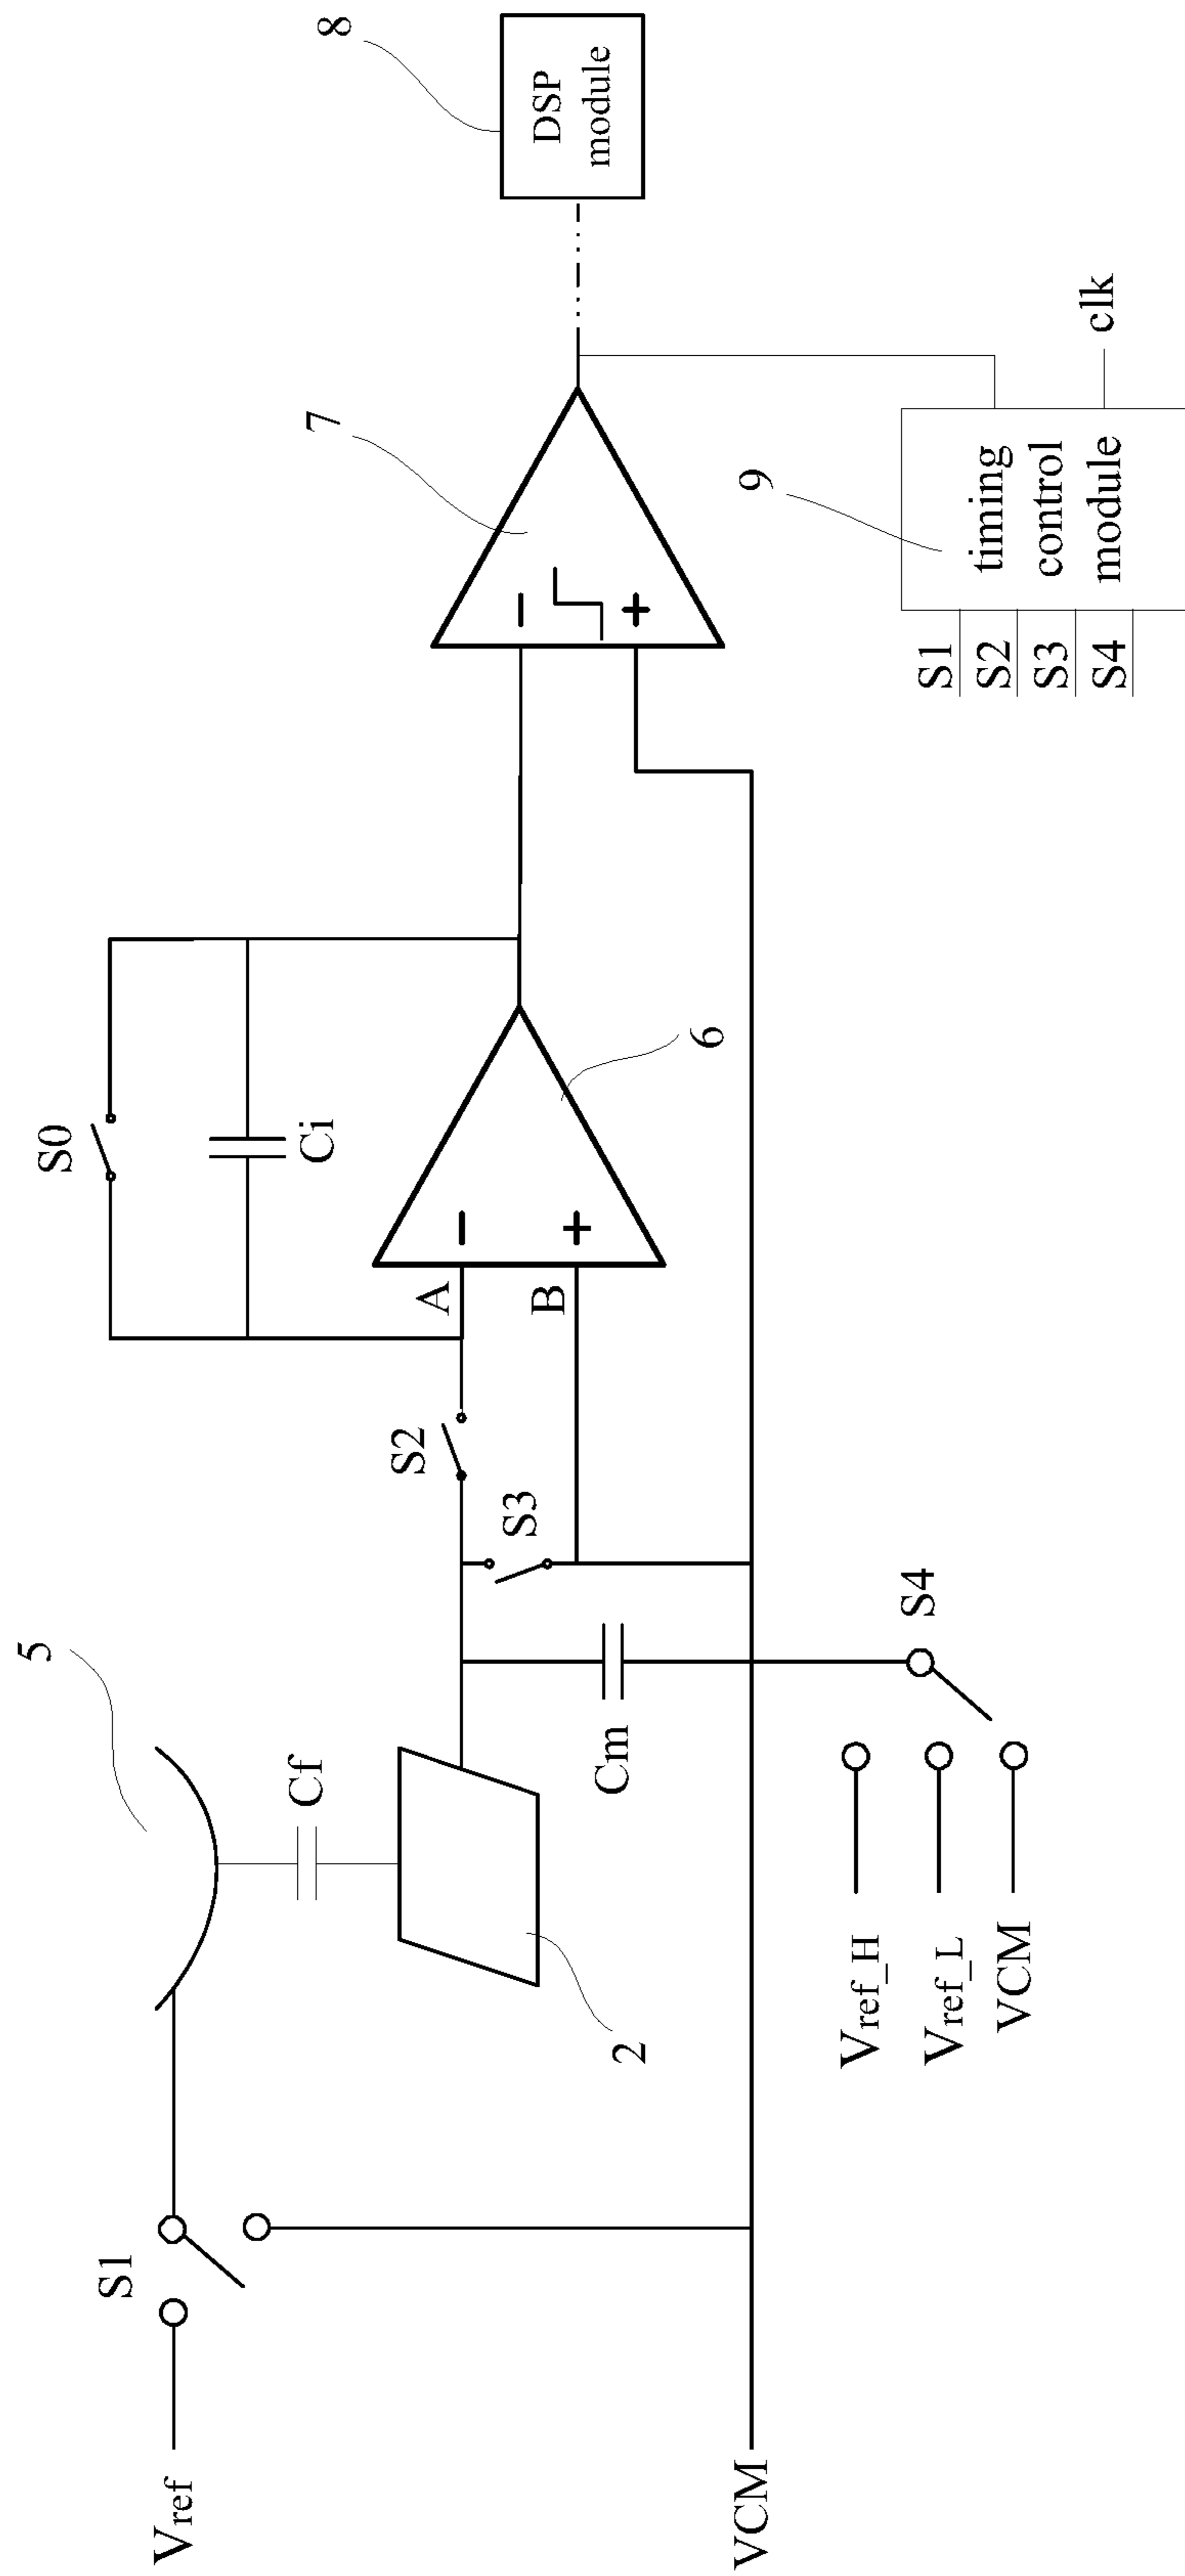 8
DSP
module
7
9
timing
control
module
clk
S1
S2
S3
S4
S0
Ci
6
A
B
−
+
−
+
S2
S3
5
Cf
Cm
S4
2
Vref_H
Vref_L
VCM
S1
Vref
VCM